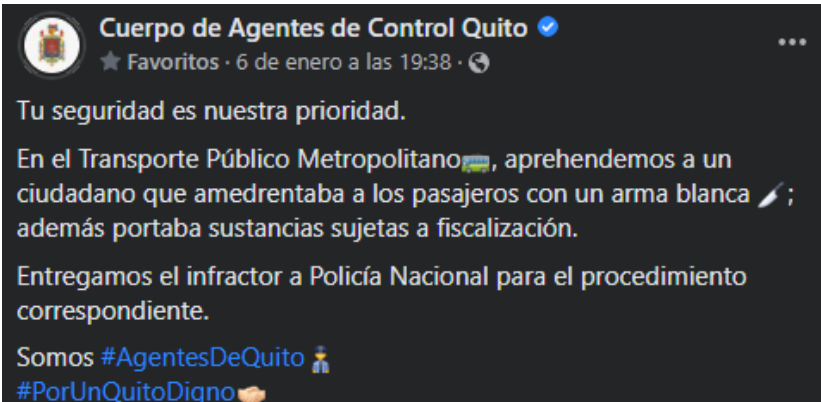 Cuerpo de Agentes de Control Quito
Favoritos · 6 de enero a las 19:38 ·
Tu seguridad es nuestra prioridad.
En el Transporte Público Metropolitano🚌, aprehendemos a un
ciudadano que amedrentaba a los pasajeros con un arma blanca 🔪;
además portaba sustancias sujetas a fiscalización.
Entregamos el infractor a Policía Nacional para el procedimiento
correspondiente.
Somos #AgentesDeQuito
#PorUnQuitoDigno